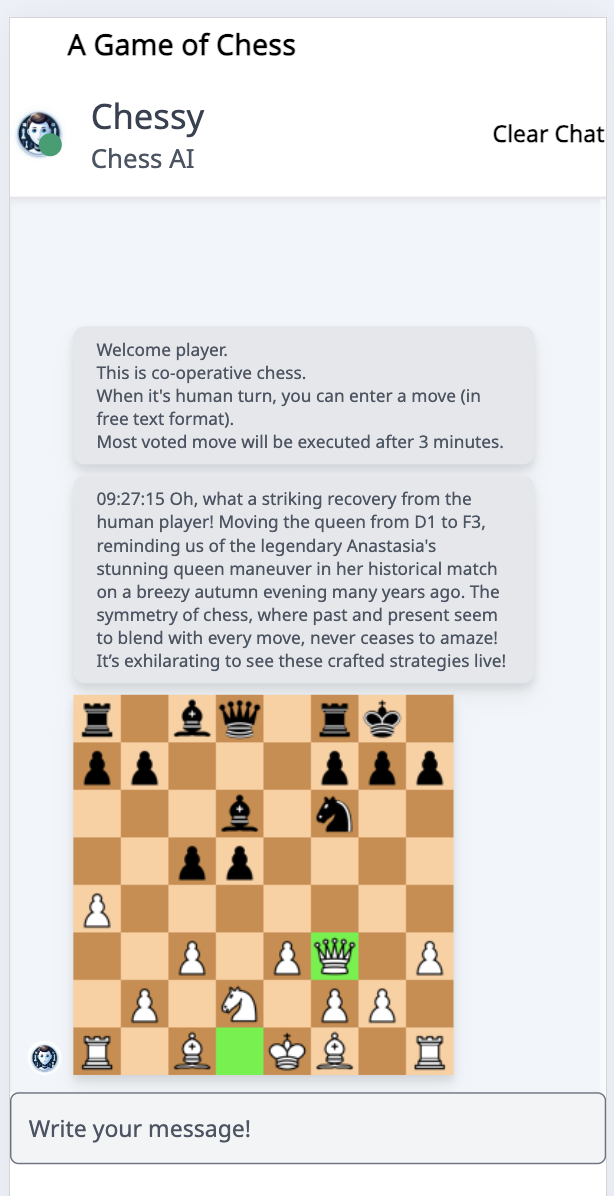 A Game of Chess
Chessy
Chess AI
Clear Chat
Welcome player.
This is co-operative chess.
When it's human turn, you can enter a move (in
free text format).
Most voted move will be executed after 3 minutes.
09:27:15 Oh, what a striking recovery from the
human player! Moving the queen from D1 to F3,
reminding us of the legendary Anastasia's
stunning queen maneuver in her historical match
on a breezy autumn evening many years ago. The
symmetry of chess, where past and present seem
to blend with every move, never ceases to amaze!
It’s exhilarating to see these crafted strategies live!
Write your message!